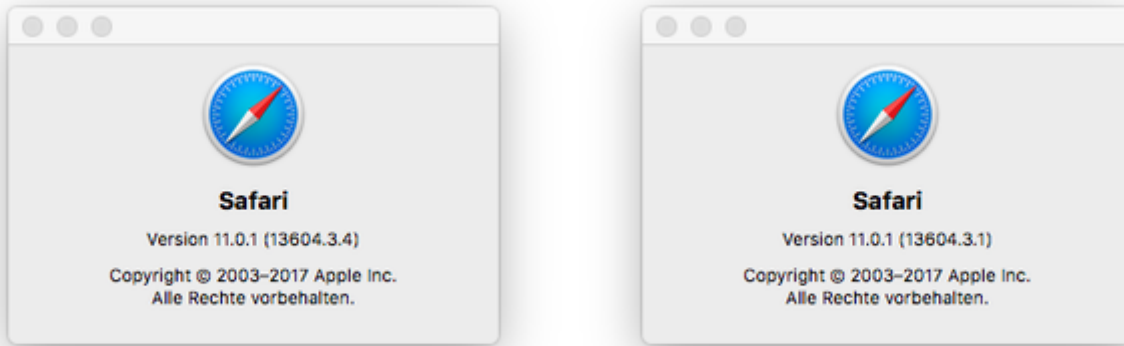 Safari
Version 11.0.1 (13604.3.4)
Copyright © 2003–2017 Apple Inc.
Alle Rechte vorbehalten.
Safari
Version 11.0.1 (13604.3.1)
Copyright © 2003–2017 Apple Inc.
Alle Rechte vorbehalten.